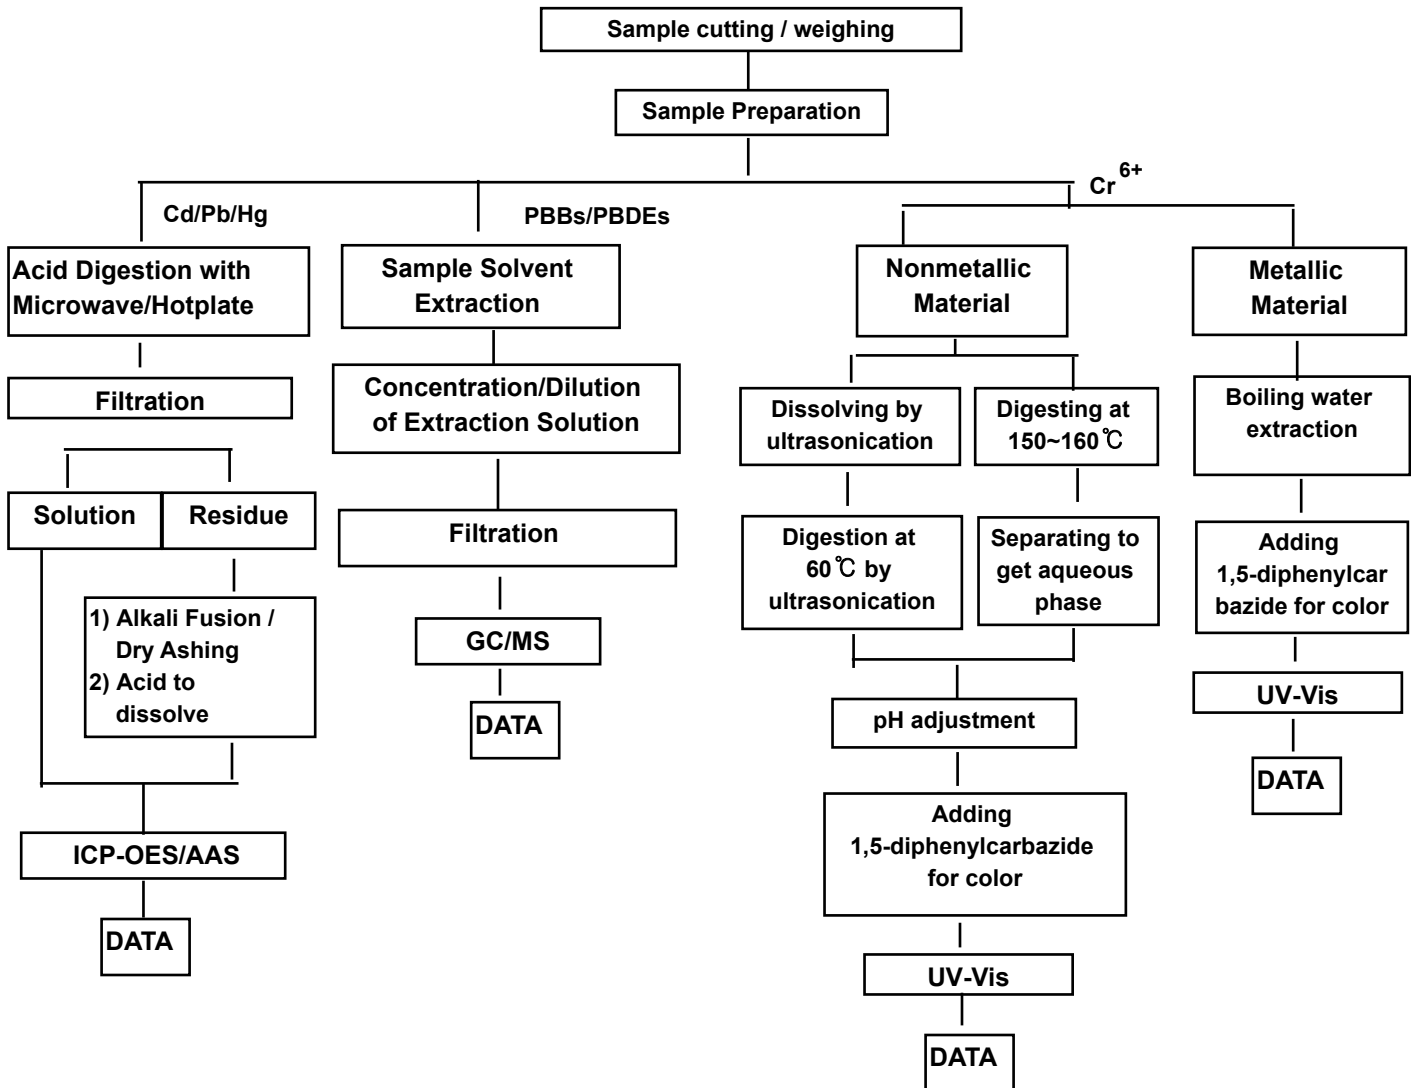 Sample cutting / weighing
Sample Preparation
Cr 6+
Cd/Pb/Hg
PBBs/PBDEs
Acid Digestion with
Microwave/Hotplate
Filtration
Solution
Residue
1) Alkali Fusion /
Dry Ashing
2) Acid to
dissolve
ICP-OES/AAS
DATA
Sample Solvent
Extraction
Concentration/Dilution
of Extraction Solution
Filtration
GC/MS
DATA
Nonmetallic
Material
Dissolving by
ultrasonication
Digestion at
60℃ by
ultrasonication
Digesting at
150~160℃
Separating to
get aqueous
phase
pH adjustment
Adding
1,5-diphenylcarbazide
for color
UV-Vis
DATA
Metallic
Material
Boiling water
extraction
Adding
1,5-diphenylcar
bazide for color
UV-Vis
DATA